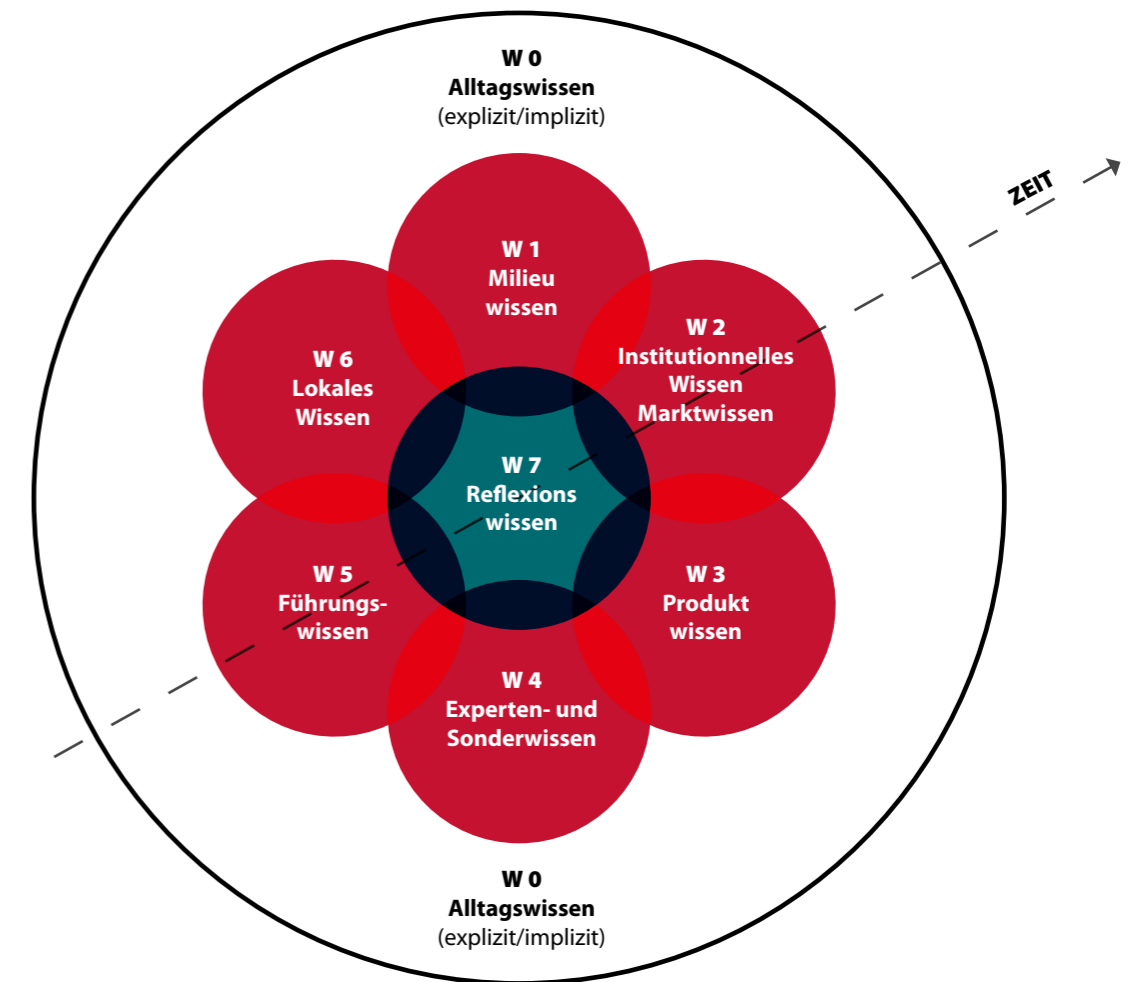 W 0
Alltagswissen
(explizit/implizit)
ZEIT
W 1
Milieu
wissen
W 2
Institutionnelles
Wissen
Marktwissen
W 6
Lokales
Wissen
W 7
Reflexions
wissen
W 5
Führungs-
wissen
W 3
Produkt
wissen
W 4
Experten- und
Sonderwissen
W 0
Alltagswissen
(explizit/implizit)